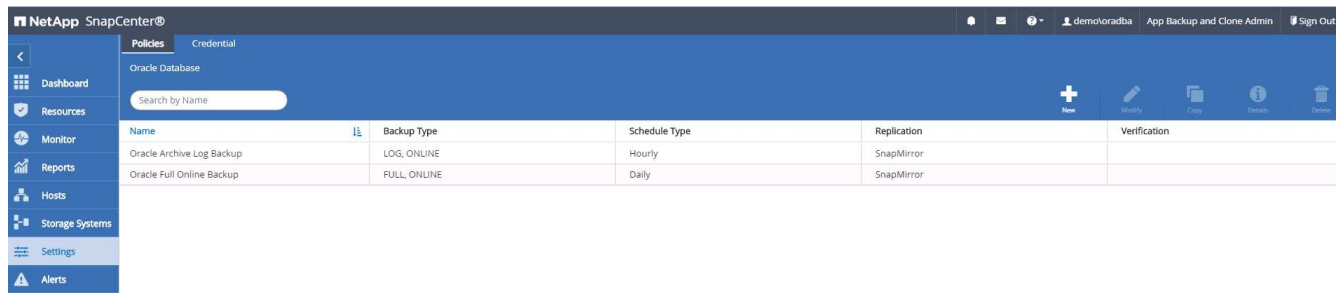 NetApp SnapCenter®
demo\oradba App Backup and Clone Admin Sign Out
Policies Credential
Oracle Database
Search by Name
New Modify Copy Details Delete
Dashboard
Resources
Monitor
Reports
Hosts
Storage Systems
Settings
Alerts
Name Backup Type Schedule Type Replication Verification
Oracle Archive Log Backup LOG, ONLINE Hourly SnapMirror
Oracle Full Online Backup FULL, ONLINE Daily SnapMirror